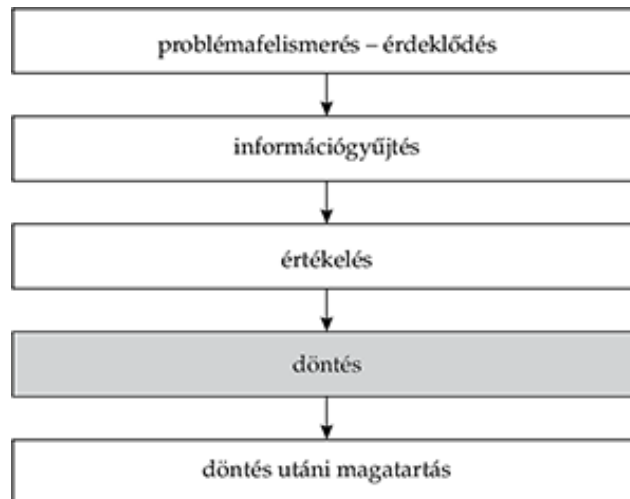 problémafelismerés – érdeklődés
információgyűjtés
értékelés
döntés
döntés utáni magatartás